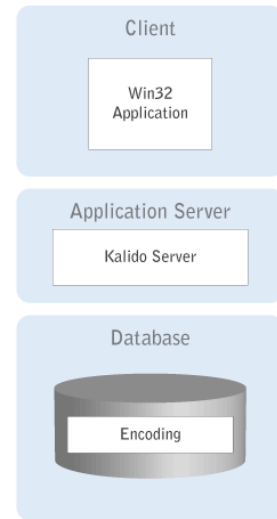 Client
Win32
Application
Application Server
Kalido Server
Database
Encoding